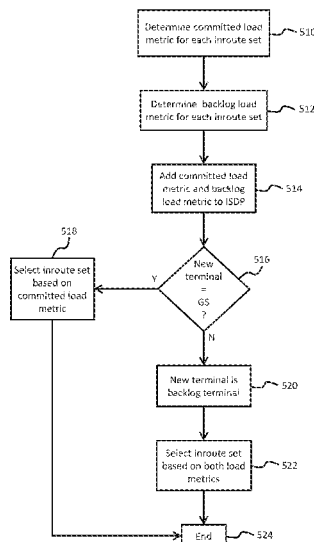 Determine committed load
metric for each inroute set
510
Determine backlog load
metric for each inroute set
512
Add committed load
metric and backlog
load metric to ISDP
514
518
Select inroute set
based on
committed load
metric
Y
New
terminal
=
GS
?
516
N
New terminal is
backlog terminal
520
Select inroute set
based on both load
metrics
522
End
524